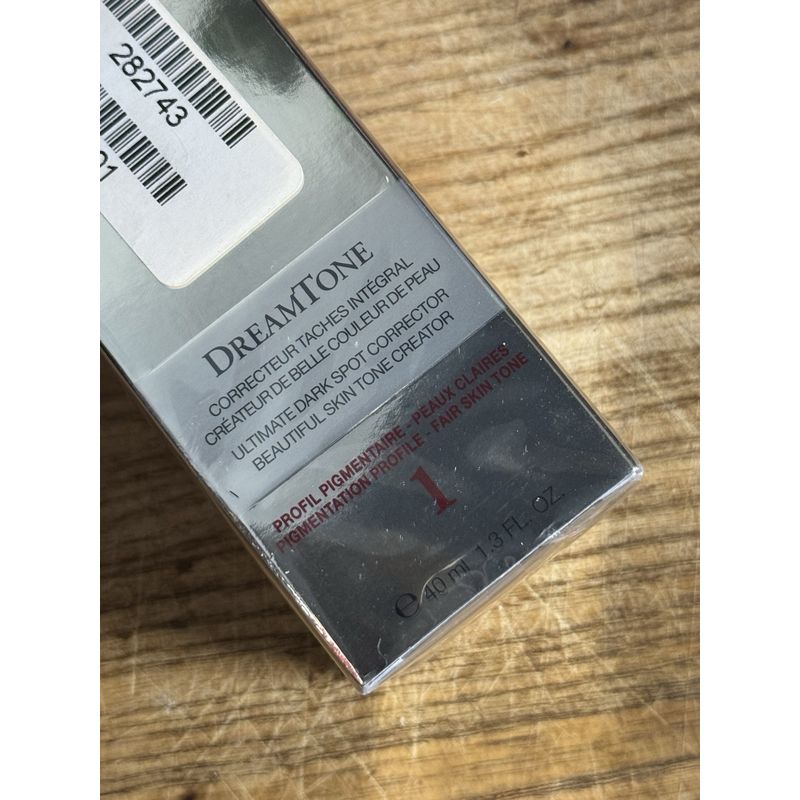 282743
01
DREAMTONE
CORRECTEUR TACHES INTÉGRAL
CRÉATEUR DE BELLE COULEUR DE PEAU
ULTIMATE DARK SPOT CORRECTOR
BEAUTIFUL SKIN TONE CREATOR
PROFIL PIGMENTAIRE - PEAUX CLAIRES
PIGMENTATION PROFILE - FAIR SKIN TONE
1
℮ 40 ml 1.3 FL. OZ.